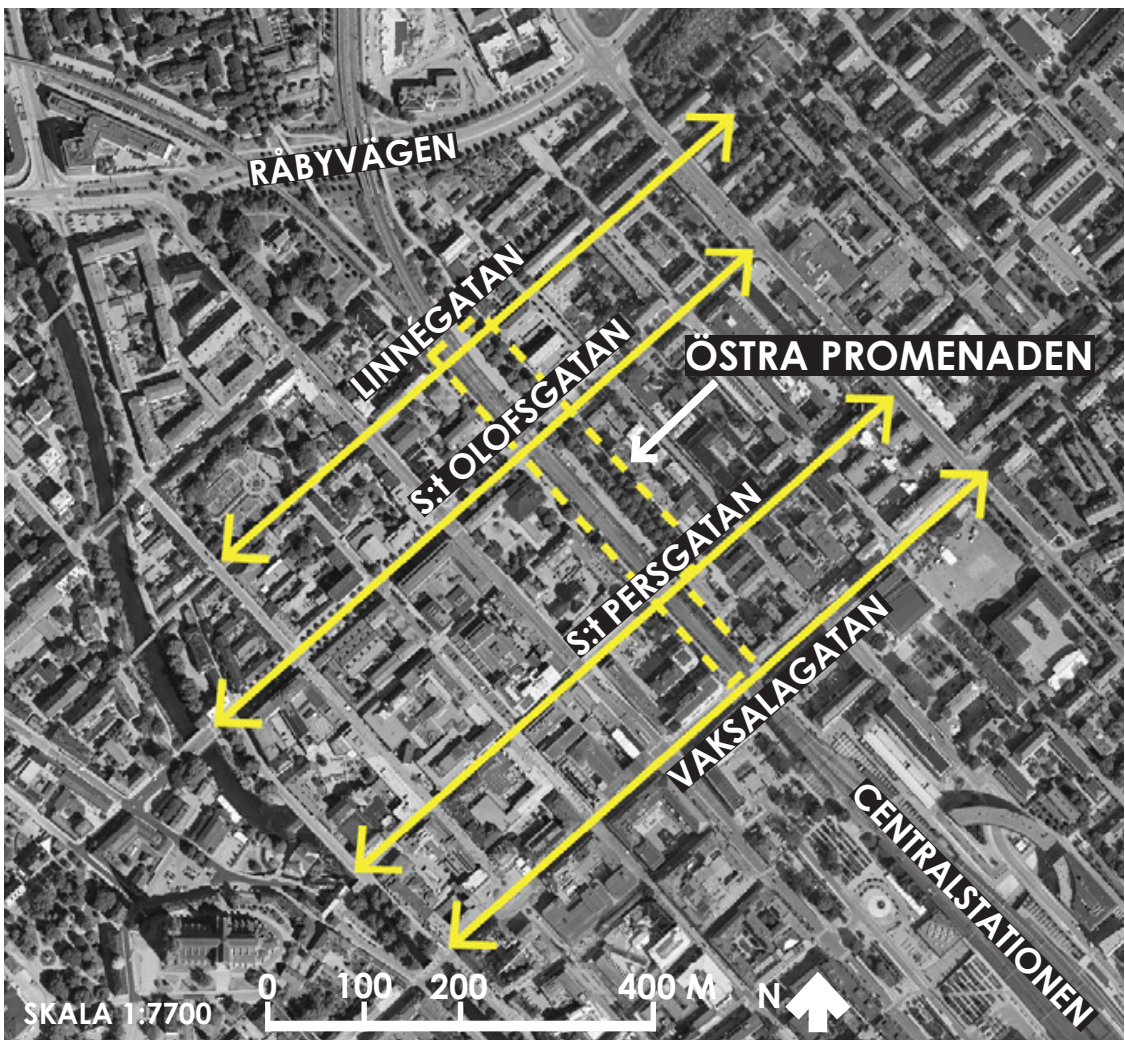 RÅBYVÄGEN
LINNÉGATAN
S:t OLOFSGATAN
ÖSTRA PROMENADEN
S:t PERSGATAN
VAKSALAGATAN
CENTRALSTATIONEN
0 100 200 400 M N
SKALA 1:7700